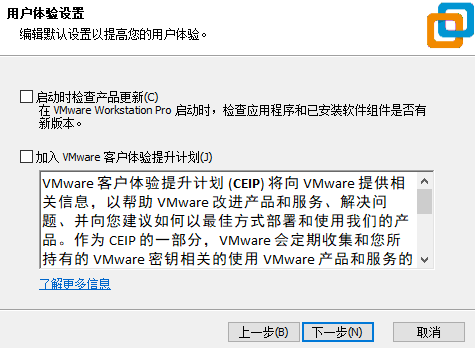 用户体验设置
编辑默认设置以提高您的用户体验。
启动时检查产品更新(C)
在 VMware Workstation Pro 启动时，检查应用程序和已安装软件组件是否有
新版本。
加入 VMware 客户体验提升计划(J)
VMware 客户体验提升计划 (CEIP) 将向 VMware 提供相
关信息，以帮助 VMware 改进产品和服务、解决问
题、并向您建议如何以最佳方式部署和使用我们的产
品。作为 CEIP 的一部分，VMware 会定期收集和您所
持有的 VMware 密钥相关的使用 VMware 产品和服务的
了解更多信息
上一步(B) 下一步(N) 取消